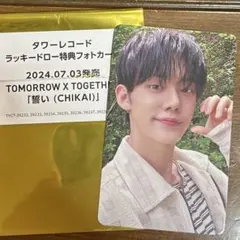 タワーレコード
ラッキードロー特典フォトカー
2024.07.03発売
TOMORROW X TOGETH
「誓い (CHIKAI)」